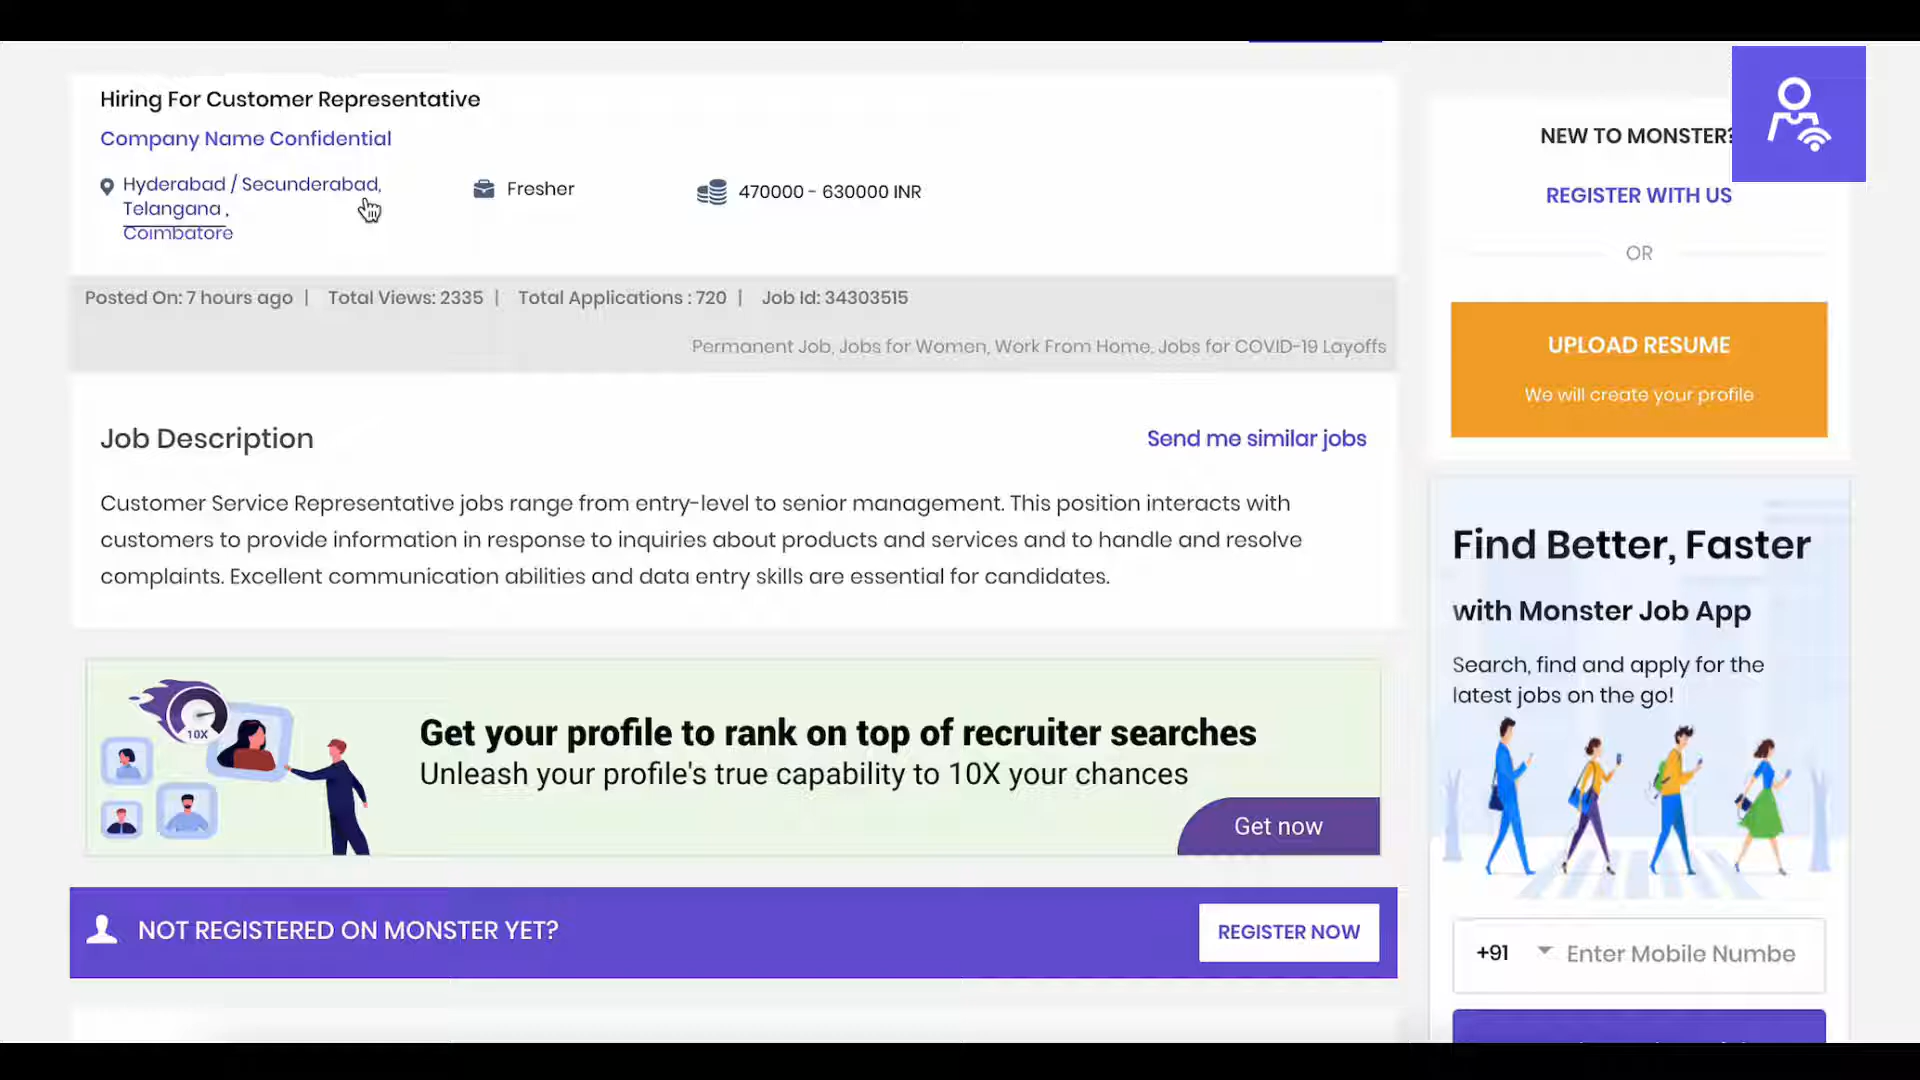 Hiring For Customer Representative
Company Name Confidential
Hyderabad / Secunderabad,
Telangana ,
Coimbatore
Fresher
470000 - 630000 INR
Posted On: 7 hours ago | Total Views: 2335 | Total Applications : 720 | Job Id: 34303515
Permanent Job, Jobs for Women, Work From Home, Jobs for COVID-19 Layoffs
Job Description
Send me similar jobs
Customer Service Representative jobs range from entry-level to senior management. This position interacts with
customers to provide information in response to inquiries about products and services and to handle and resolve
complaints. Excellent communication abilities and data entry skills are essential for candidates.
10X
Get your profile to rank on top of recruiter searches
Unleash your profile's true capability to 10X your chances
Get now
NOT REGISTERED ON MONSTER YET?
REGISTER NOW
NEW TO MONSTER?
REGISTER WITH US
OR
UPLOAD RESUME
We will create your profile
Find Better, Faster
with Monster Job App
Search, find and apply for the
latest jobs on the go!
+91
Enter Mobile Numbe